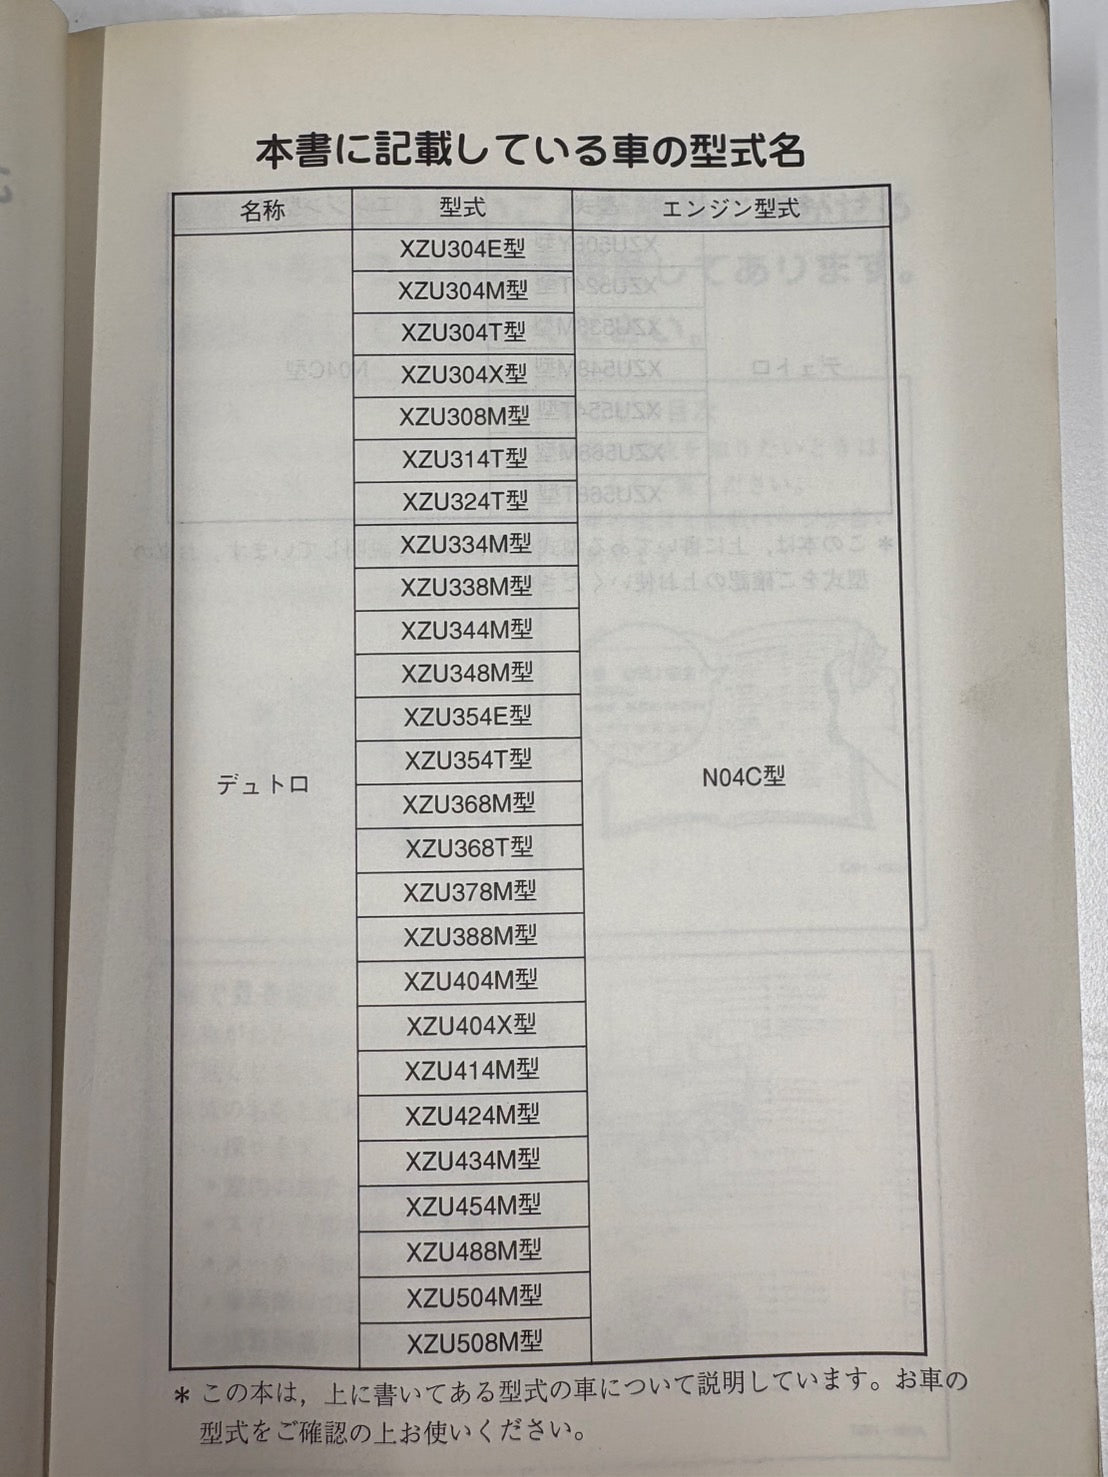 本書に記載している車の型式名
名称 型式 エンジン型式
XZU304E型
XZU304M型
XZU304T型
XZU304X型
XZU308M型
XZU314T型
XZU324T型
XZU334M型
XZU338M型
XZU344M型
XZU348M型
XZU354E型
XZU354T型
デュトロ N04C型
XZU368M型
XZU368T型
XZU378M型
XZU388M型
XZU404M型
XZU404X型
XZU414M型
XZU424M型
XZU434M型
XZU454M型
XZU488M型
XZU504M型
XZU508M型
＊この本は，上に書いてある型式の車について説明しています。お車の
型式をご確認の上お使いください。